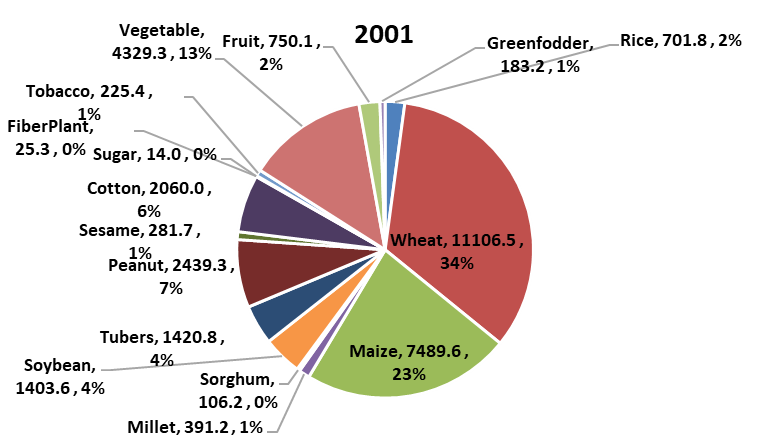 2001
Vegetable,
4329.3 , 13%
Fruit, 750.1 ,
2%
Greenfodder,
183.2 , 1%
Rice, 701.8 , 2%
Tobacco, 225.4 ,
1%
FiberPlant,
25.3 , 0%
Sugar, 14.0 , 0%
Cotton, 2060.0 ,
6%
Sesame, 281.7 ,
1%
Peanut, 2439.3 ,
7%
Wheat, 11106.5 ,
34%
Tubers, 1420.8 ,
4%
Soybean,
1403.6 , 4%
Maize, 7489.6 ,
23%
Sorghum,
106.2 , 0%
Millet, 391.2 , 1%